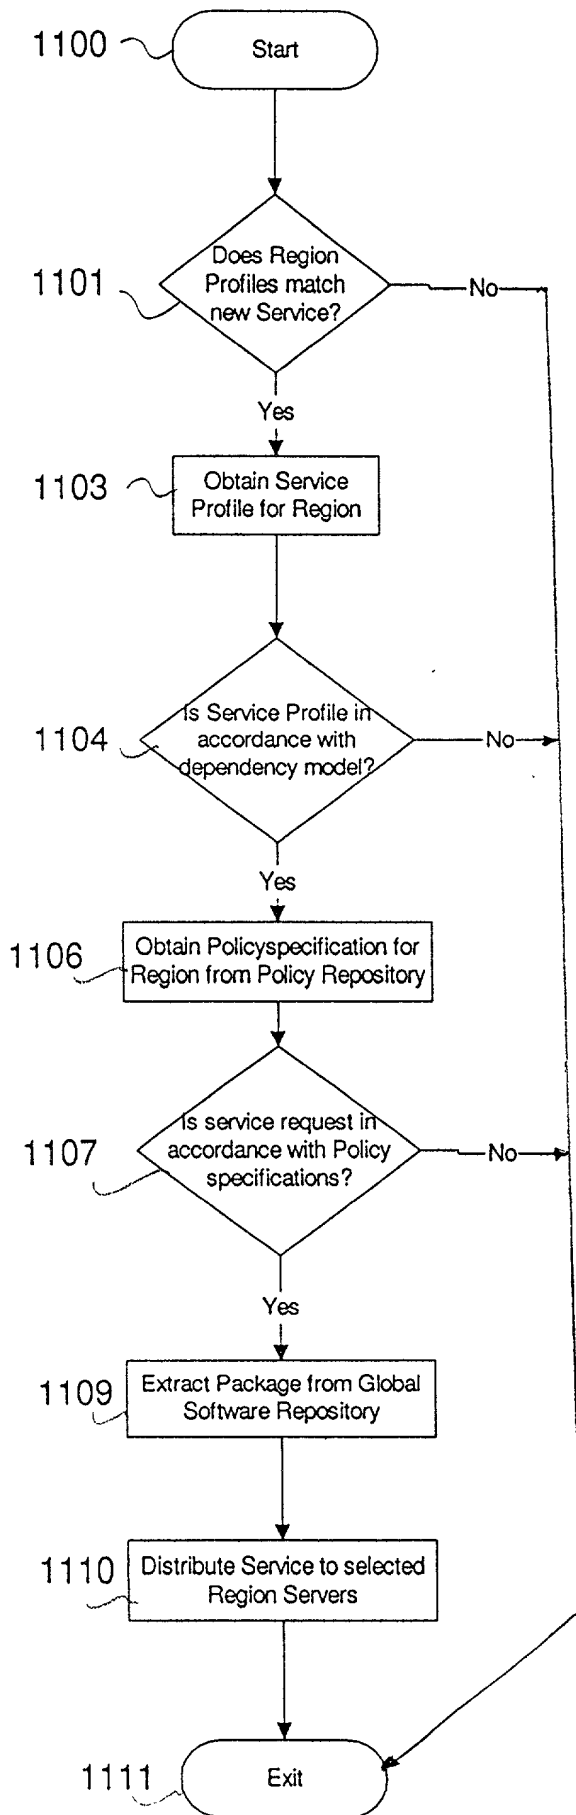 1100
Start
Does Region
Profiles match
new Service?
1101
No
Yes
1103
Obtain Service
Profile for Region
Is Service Profile in
accordance with
dependency model?
1104
No
Yes
1106
Obtain Policyspecification for
Region from Policy Repository
Is service request in
accordance with Policy
specifications?
1107
No
Yes
1109
Extract Package from Global
Software Repository
1110
Distribute Service to selected
Region Servers
1111
Exit